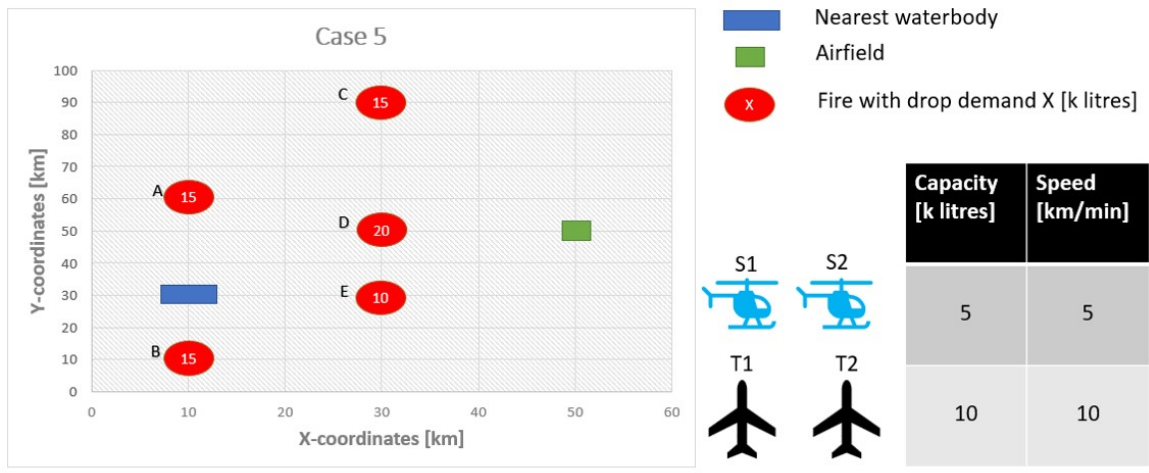 Case 5
Y-coordinates [km]
100
90
80
70
60
50
40
30
20
10
0
C
15
A
15
D
20
E
10
B
15
0
10
20
30
40
50
60
X-coordinates [km]
Nearest waterbody
Airfield
X
Fire with drop demand X [k litres]
Capacity [k litres]
Speed [km/min]
S1
S2
5
5
T1
T2
10
10